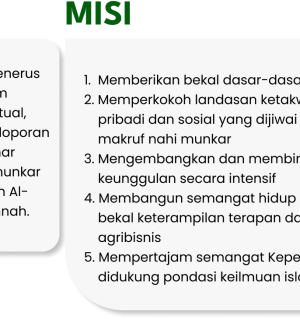 MISI
enerus
n
tual,
loporan
ar
munkar
n Al-
nnah.
1. Memberikan bekal dasar-dasa
2. Memperkokoh landasan ketakw
pribadi dan sosial yang dijiwai
makruf nahi munkar
3. Mengembangkan dan membin
keunggulan secara intensif
4. Membangun semangat hidup
bekal keterampilan terapan da
agribisnis
5. Mempertajam semangat Kepe
didukung pondasi keilmuan isla